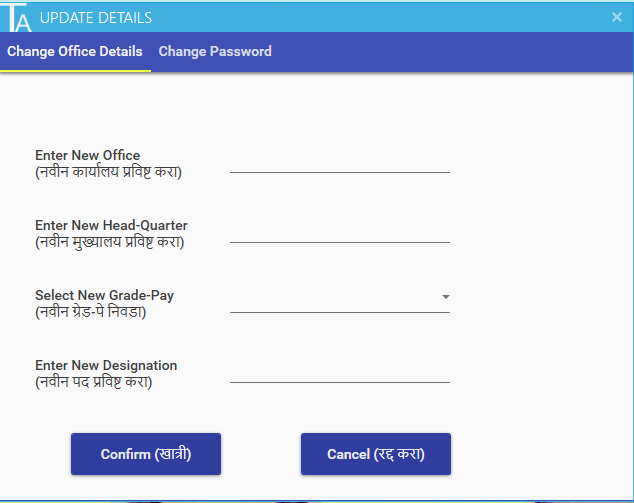 TA UPDATE DETAILS
Change Office Details Change Password
Enter New Office
(नवीन कार्यालय प्रविष्ट करा)
Enter New Head-Quarter
(नवीन मुख्यालय प्रविष्ट करा)
Select New Grade-Pay
(नवीन ग्रेड-पे निवडा)
Enter New Designation
(नवीन पद प्रविष्ट करा)
Confirm (खात्री) Cancel (रद्द करा)